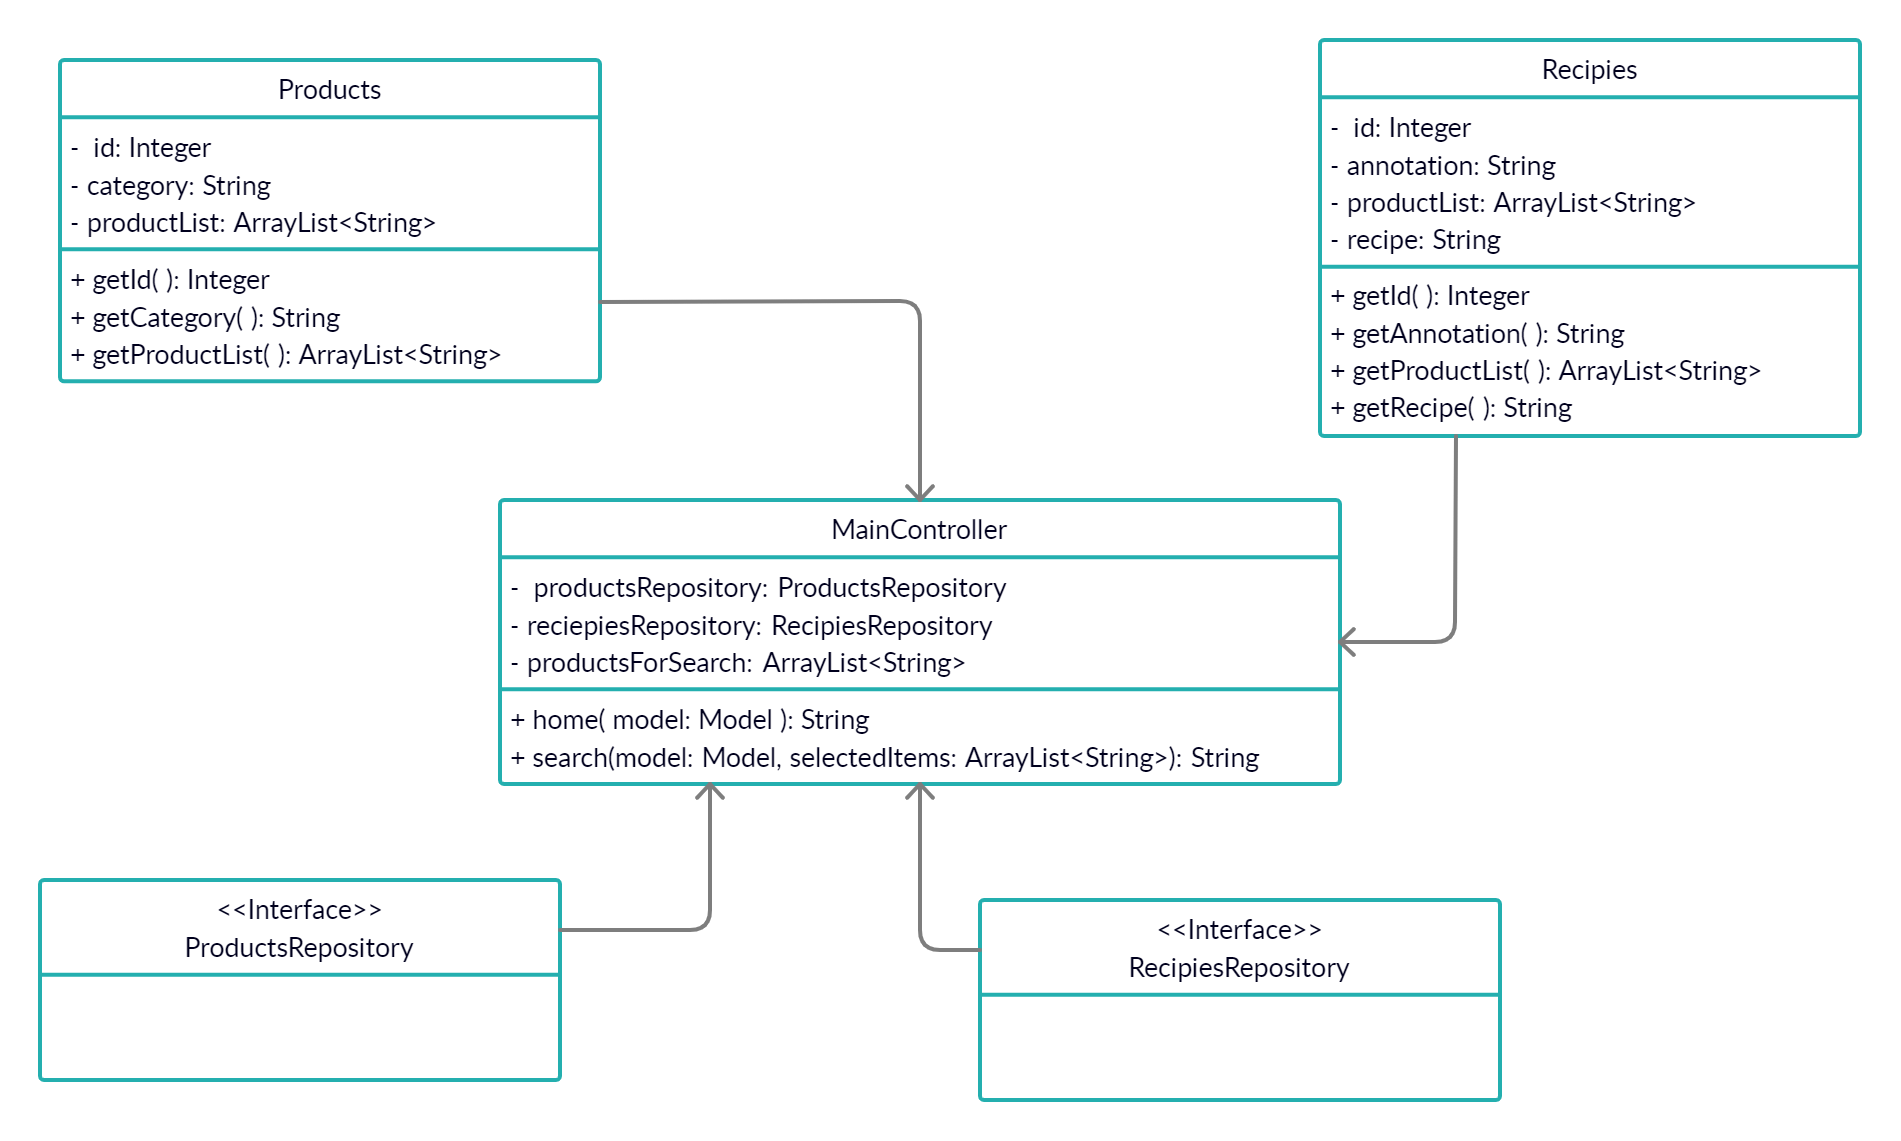 Products
-  id: Integer
- category: String
- productList: ArrayList<String>
+ getId( ): Integer
+ getCategory( ): String
+ getProductList( ): ArrayList<String>
Recipies
-  id: Integer
- annotation: String
- productList: ArrayList<String>
- recipe: String
+ getId( ): Integer
+ getAnnotation( ): String
+ getProductList( ): ArrayList<String>
+ getRecipe( ): String
MainController
-  productsRepository: ProductsRepository
- reciepiesRepository: RecipiesRepository
- productsForSearch: ArrayList<String>
+ home( model: Model ): String
+ search(model: Model, selectedItems: ArrayList<String>): String
<<Interface>>
ProductsRepository
<<Interface>>
RecipiesRepository